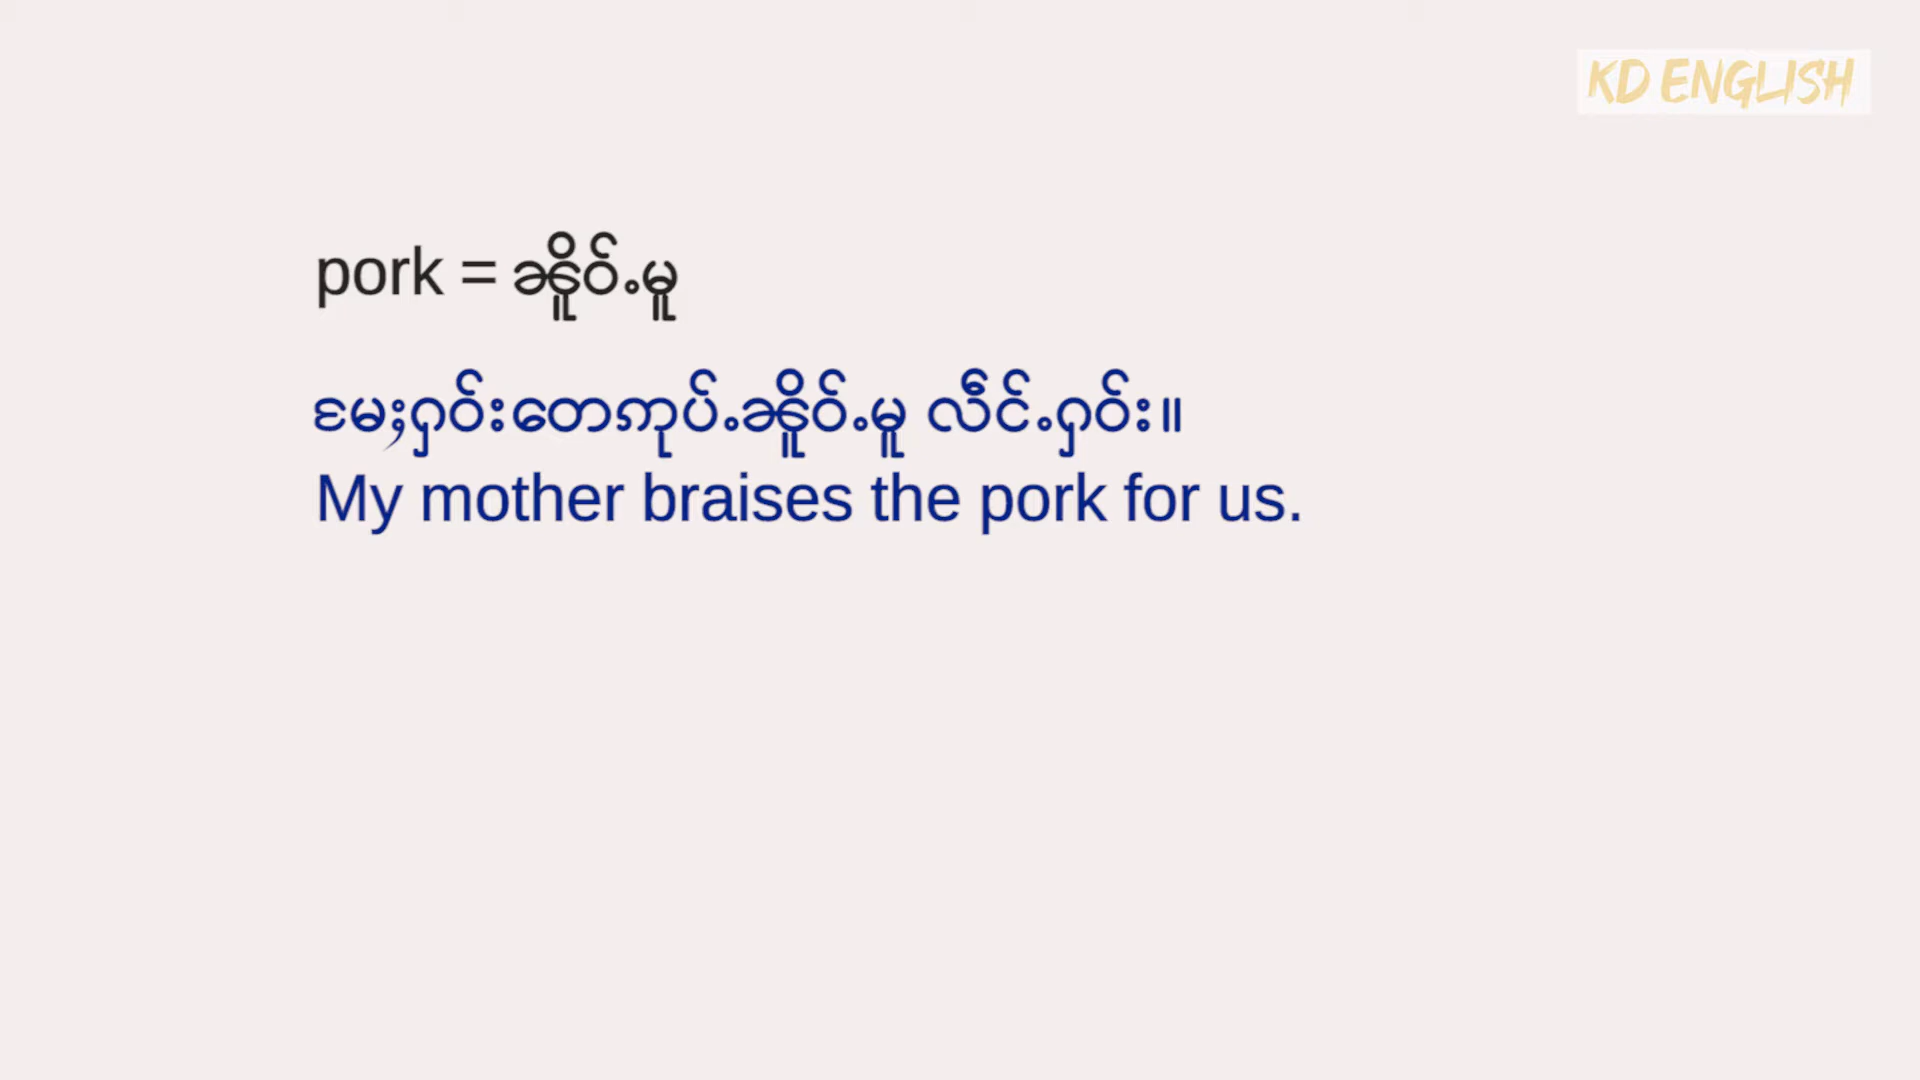 KD ENGLISH
pork = ၼိူဝ်ႉမူ
ႄမႈႁဝ်းတေဢုပ်ႉၼိူဝ်ႉမူ လီင်ႉႁဝ်း။
My mother braises the pork for us.